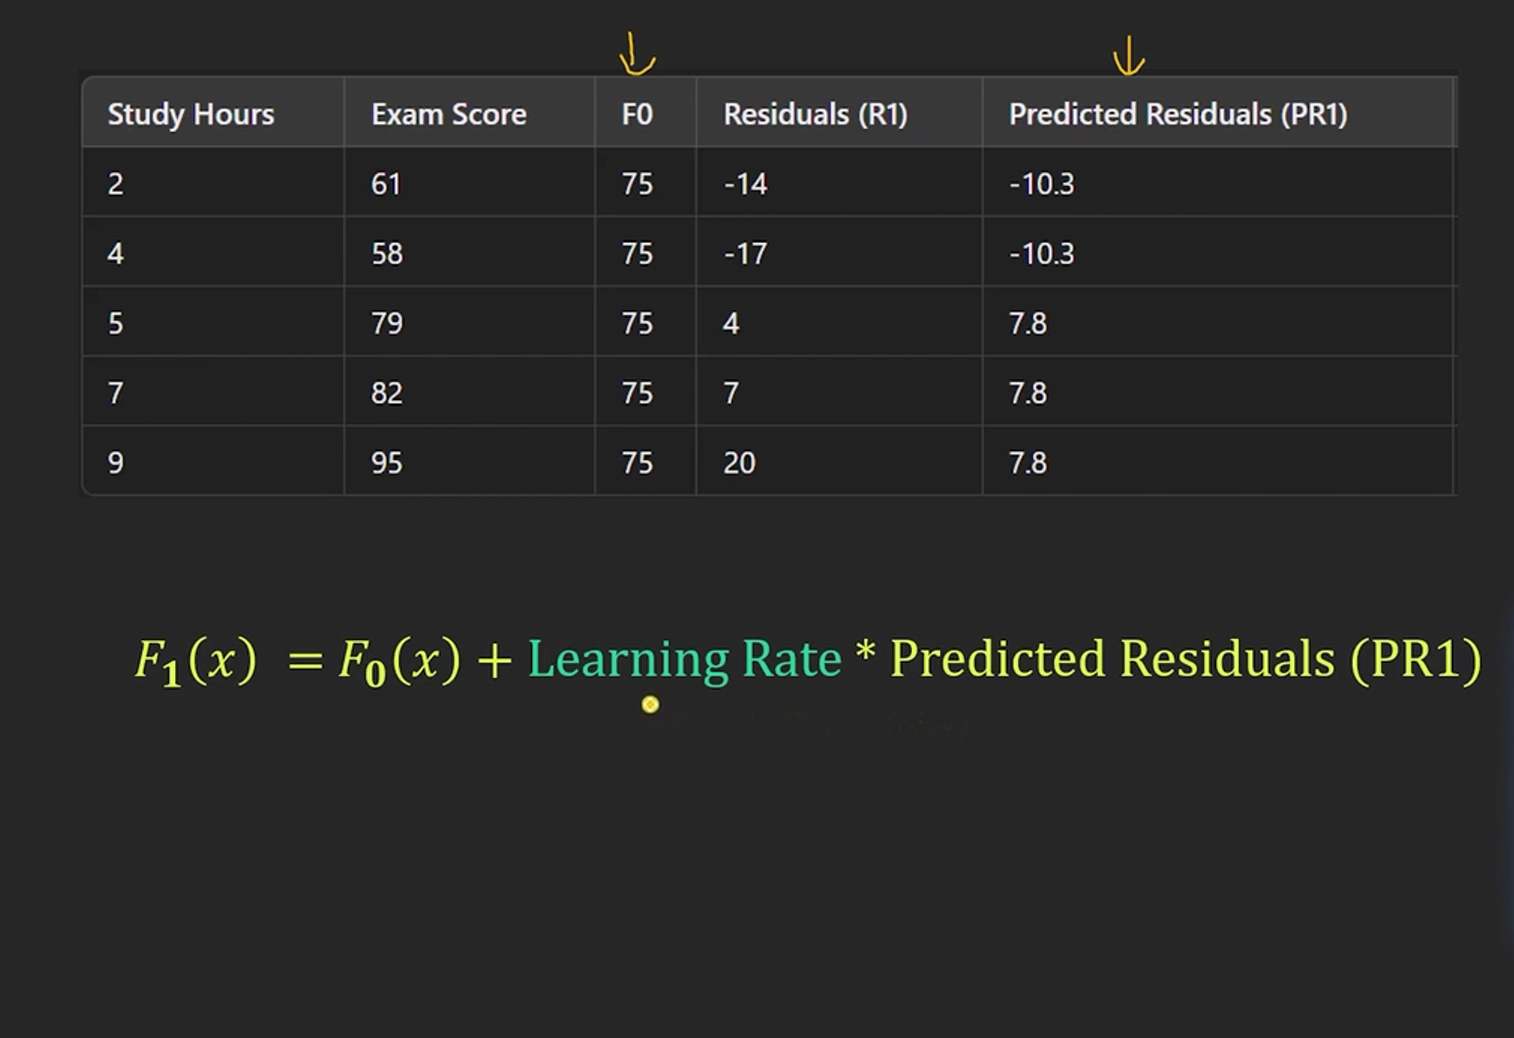 Study Hours Exam Score F0 Residuals (R1) Predicted Residuals (PR1)
2 61 75 -14 -10.3
4 58 75 -17 -10.3
5 79 75 4 7.8
7 82 75 7 7.8
9 95 75 20 7.8
F₁(x) = F₀(x) + Learning Rate * Predicted Residuals (PR1)